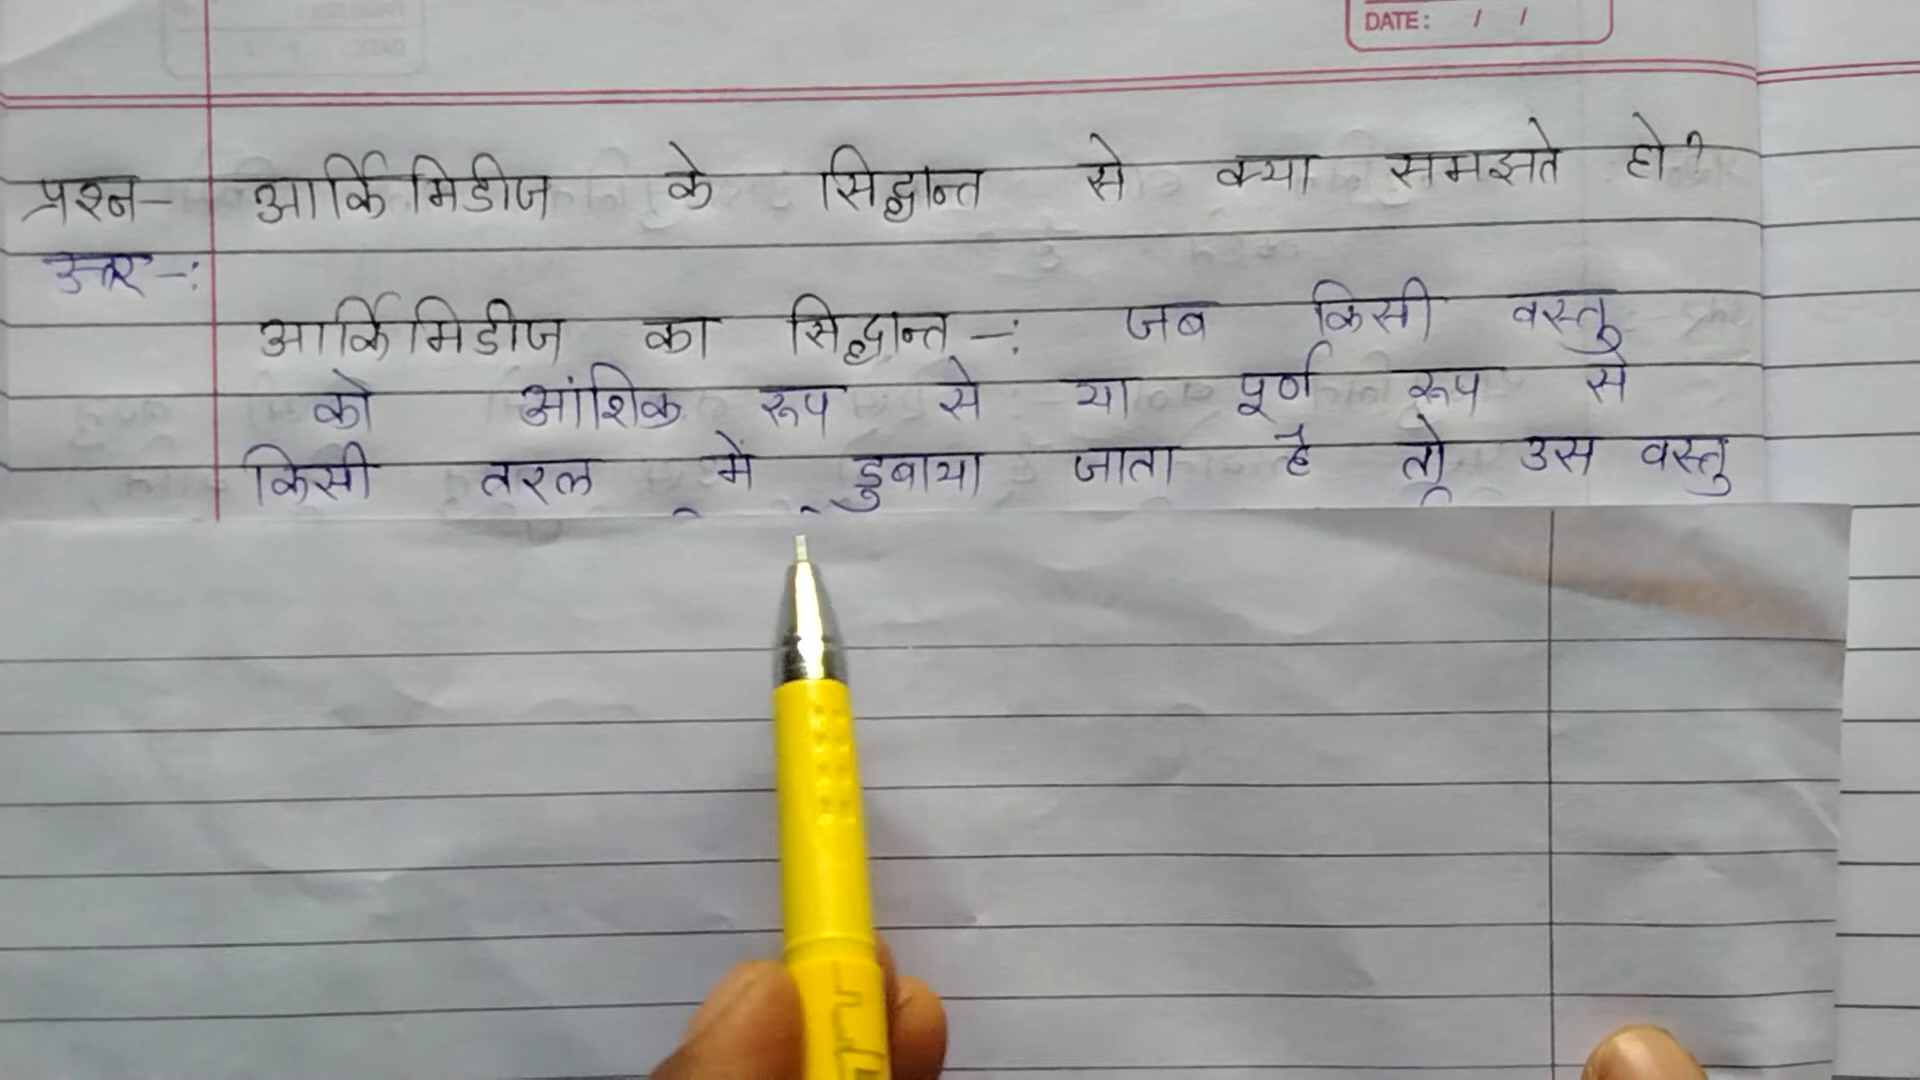 DATE: / /
प्रश्न- आर्किमिडीज के सिद्धान्त से क्या समझते हो?
उत्तर -:
आर्किमिडीज का सिद्धान्त -: जब किसी वस्तु
को आंशिक रूप से या पूर्ण रूप से
किसी तरल में डुबाया जाता है तो उस वस्तु